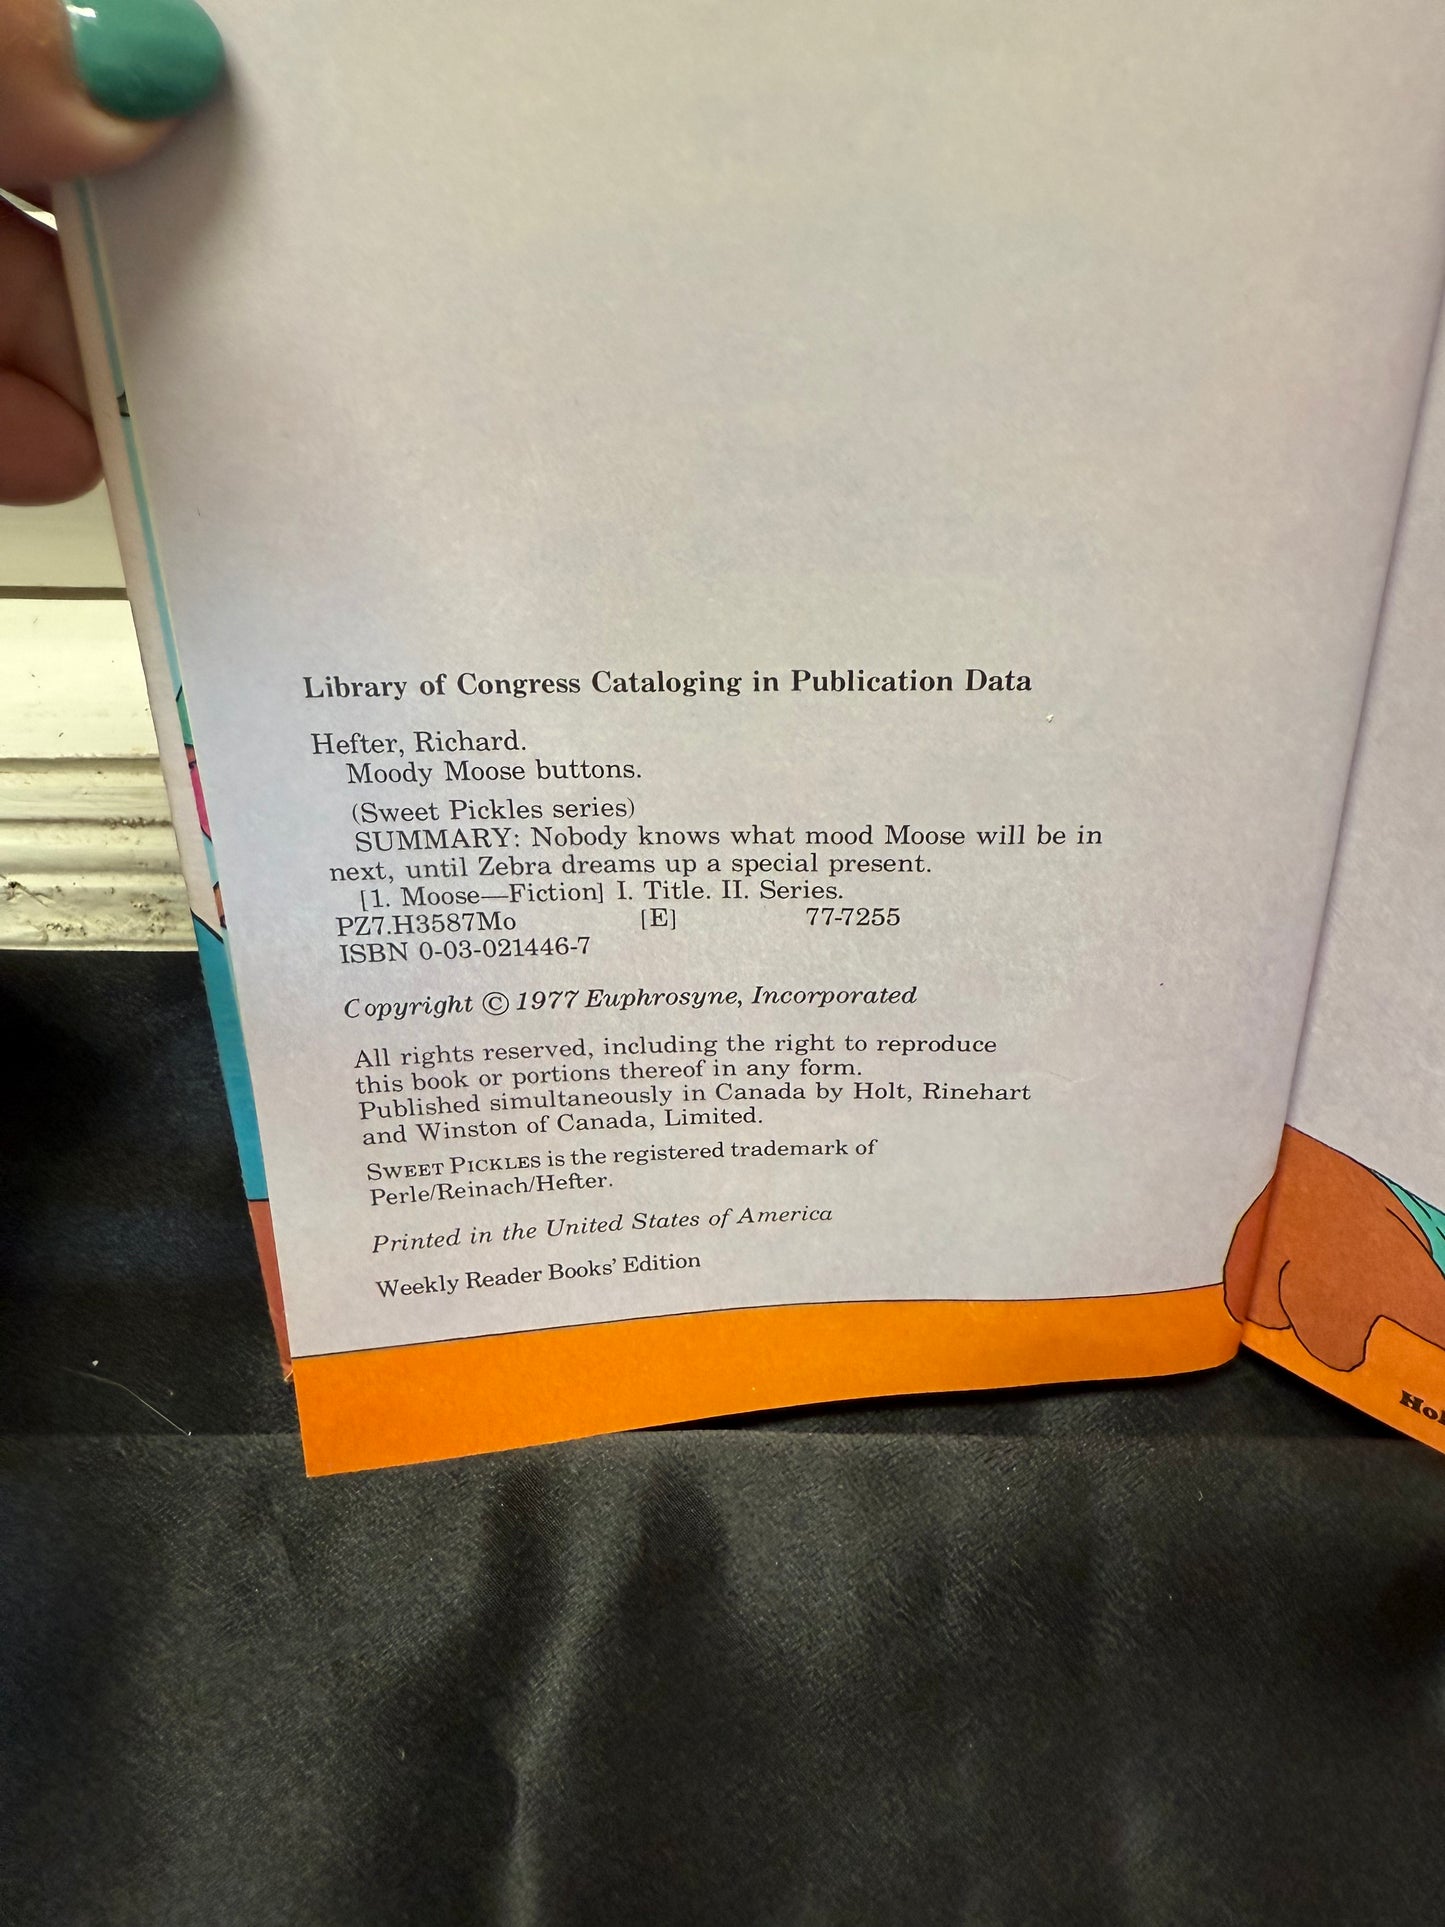 Library of Congress Cataloging in Publication Data
Hefter, Richard.
Moody Moose buttons.
(Sweet Pickles series)
SUMMARY: Nobody knows what mood Moose will be in
next, until Zebra dreams up a special present.
[1. Moose—Fiction] I. Title. II. Series.
PZ7.H3587Mo [E] 77-7255
ISBN 0-03-021446-7
Copyright © 1977 Euphrosyne, Incorporated
All rights reserved, including the right to reproduce
this book or portions thereof in any form.
Published simultaneously in Canada by Holt, Rinehart
and Winston of Canada, Limited.
SWEET PICKLES is the registered trademark of
Perle/Reinach/Hefter.
Printed in the United States of America
Weekly Reader Books' Edition